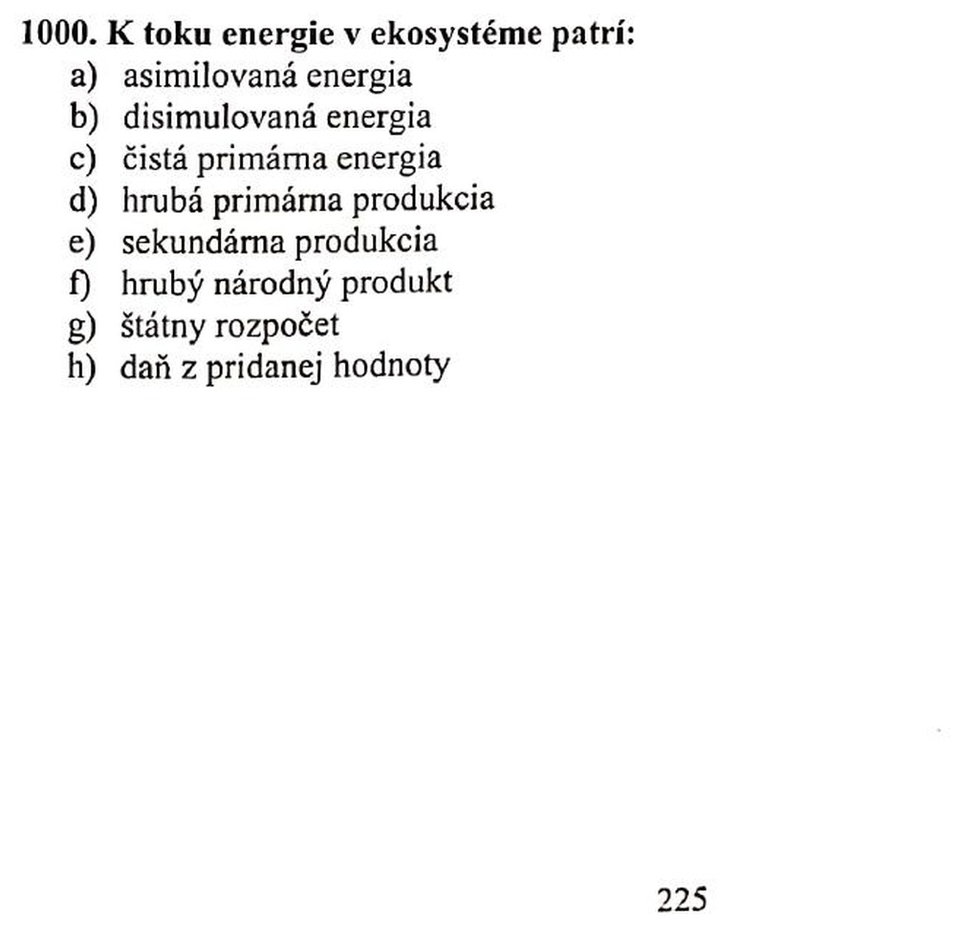 1000. K toku energie v ekosystéme patrí:
a) asimilovaná energia
b) disimulovaná energia
c) čistá primárna energia
d) hrubá primárna produkcia
e) sekundárna produkcia
f) hrubý národný produkt
g) štátny rozpočet
h) daň z pridanej hodnoty
225